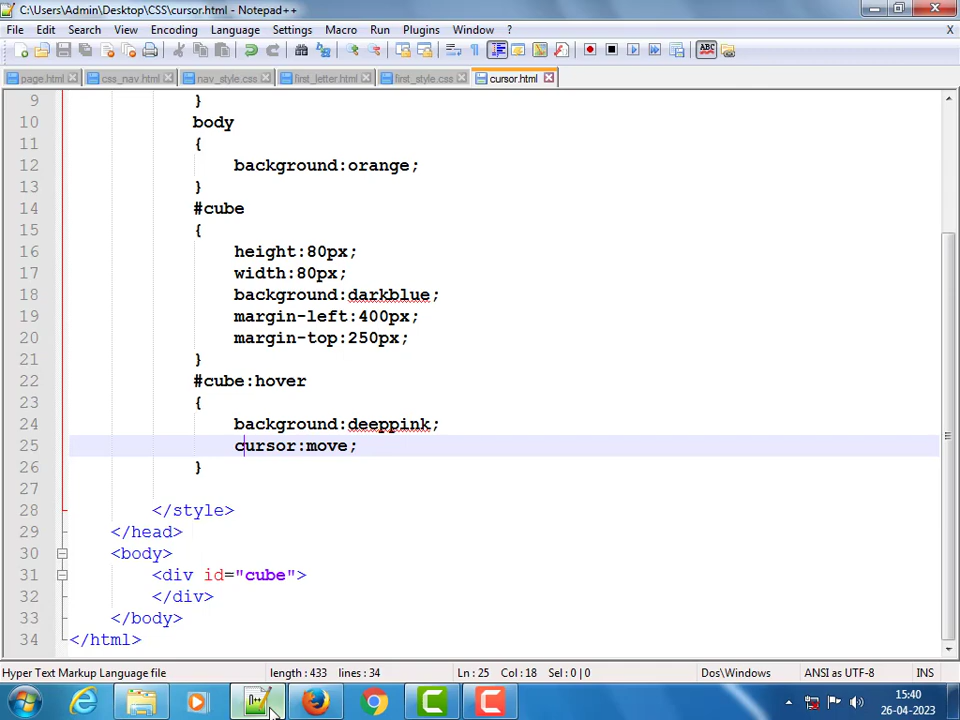 C:\Users\Admin\Desktop\CSS\cursor.html - Notepad++
File Edit Search View Encoding Language Settings Macro Run Plugins Window ? X
page.html css_nav.html nav_style.css first_letter.html first_style.css cursor.html
9 }
10 body
11 {
12 background:orange;
13 }
14 #cube
15 {
16 height:80px;
17 width:80px;
18 background:darkblue;
19 margin-left:400px;
20 margin-top:250px;
21 }
22 #cube:hover
23 {
24 background:deeppink;
25 cursor:move;
26 }
27
28 </style>
29 </head>
30 <body>
31 <div id="cube">
32 </div>
33 </body>
34 </html>
Hyper Text Markup Language file length : 433 lines : 34 Ln : 25 Col : 18 Sel : 0 | 0 Dos\Windows ANSI as UTF-8 INS
15:40
26-04-2023